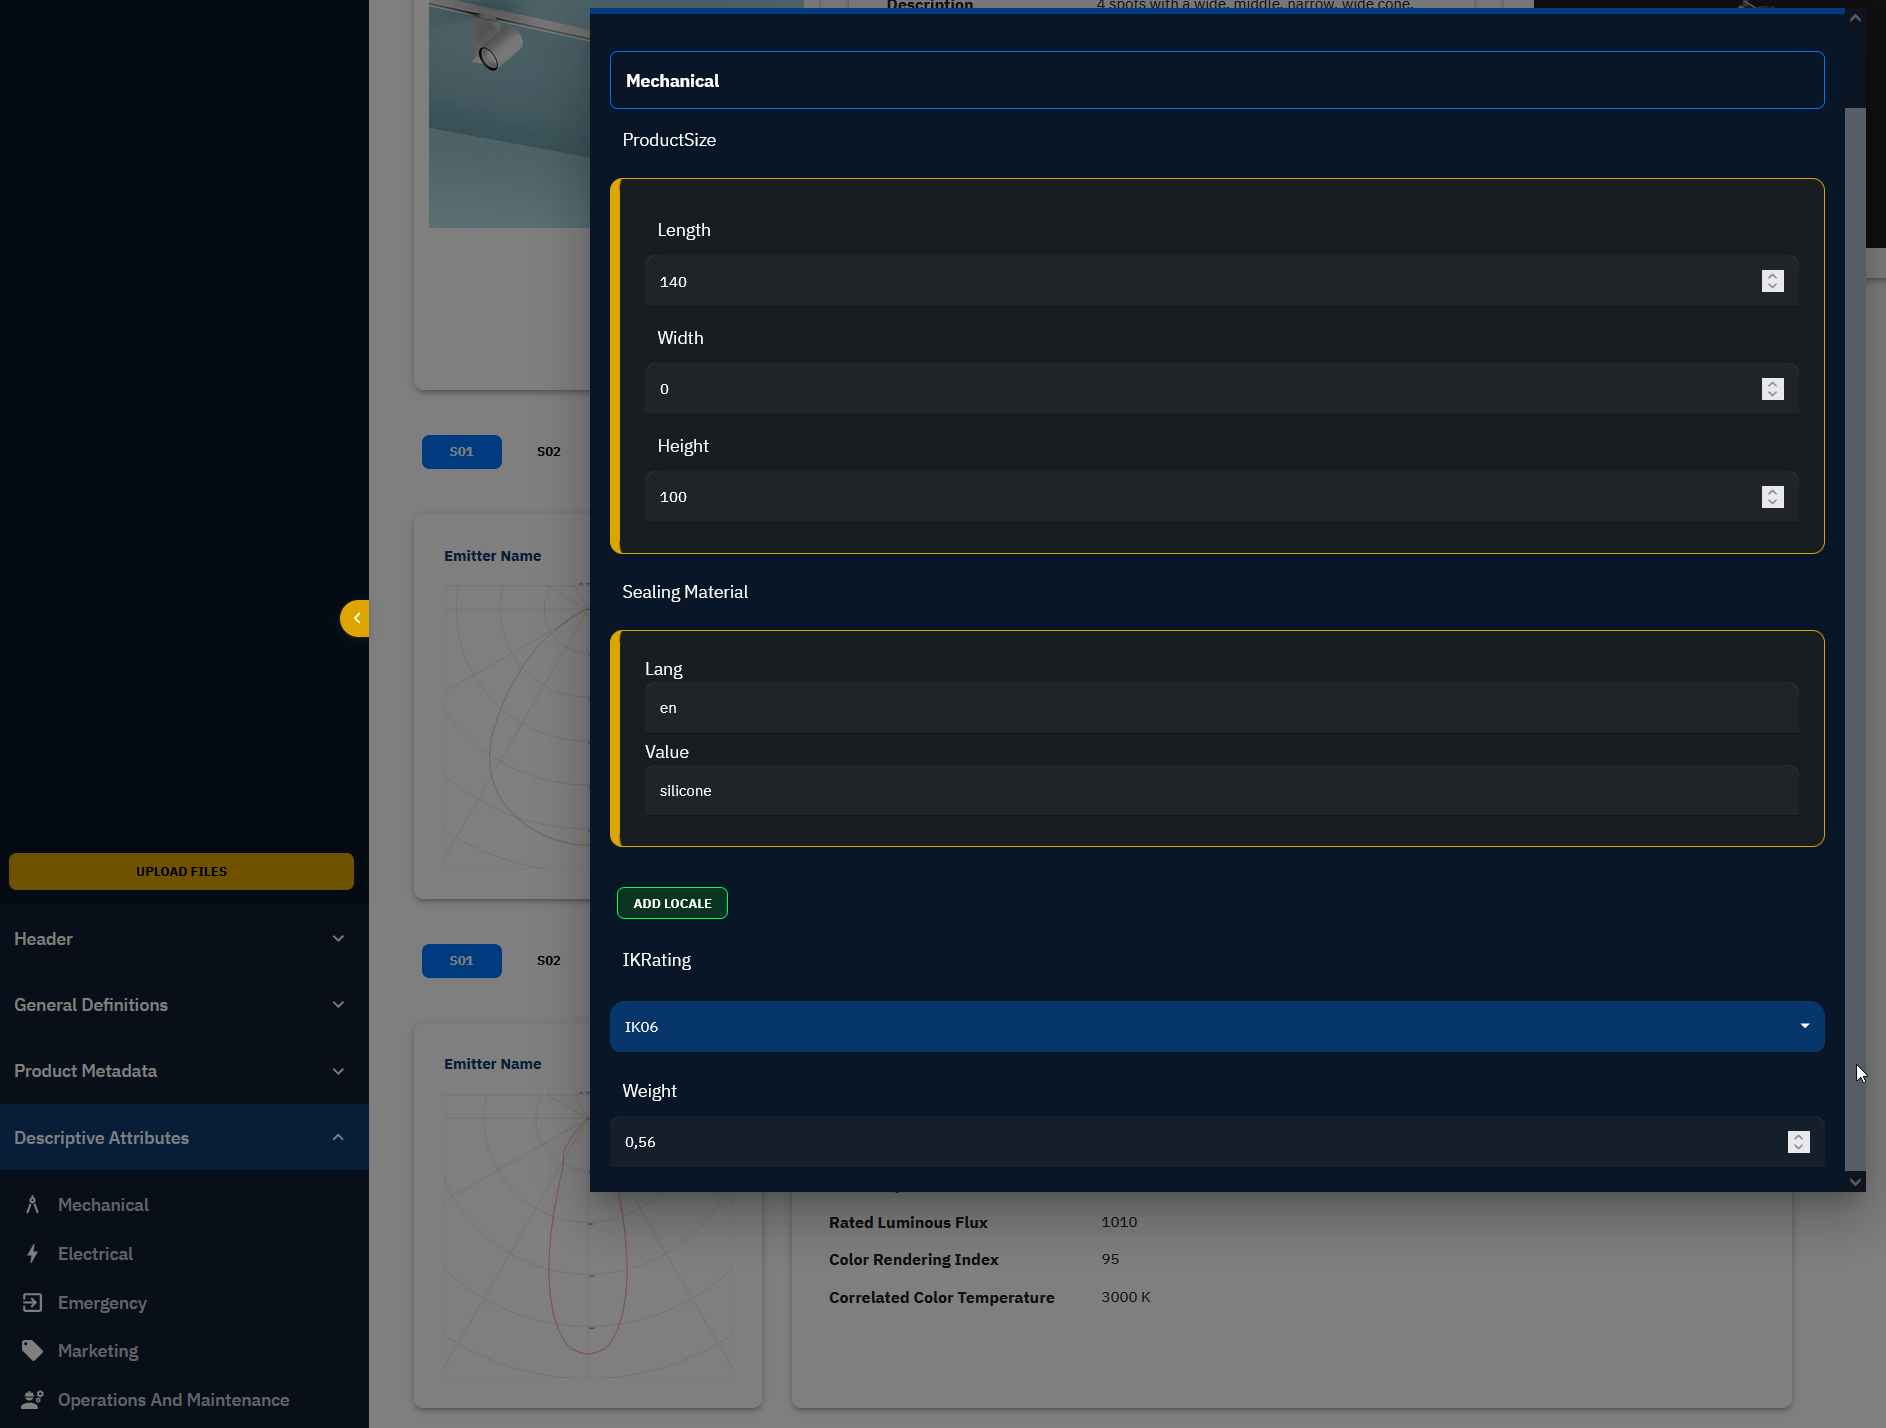 Description 4 spots with a wide, middle, narrow, wide cone.
Mechanical
ProductSize
Length
140
Width
0
Height
100
Sealing Material
Lang
en
Value
silicone
ADD LOCALE
IKRating
IK06
Weight
0,56
S01 S02
Emitter Name
S01 S02
Emitter Name
Rated Luminous Flux 1010
Color Rendering Index 95
Correlated Color Temperature 3000 K
UPLOAD FILES
Header
General Definitions
Product Metadata
Descriptive Attributes
Mechanical
Electrical
Emergency
Marketing
Operations And Maintenance